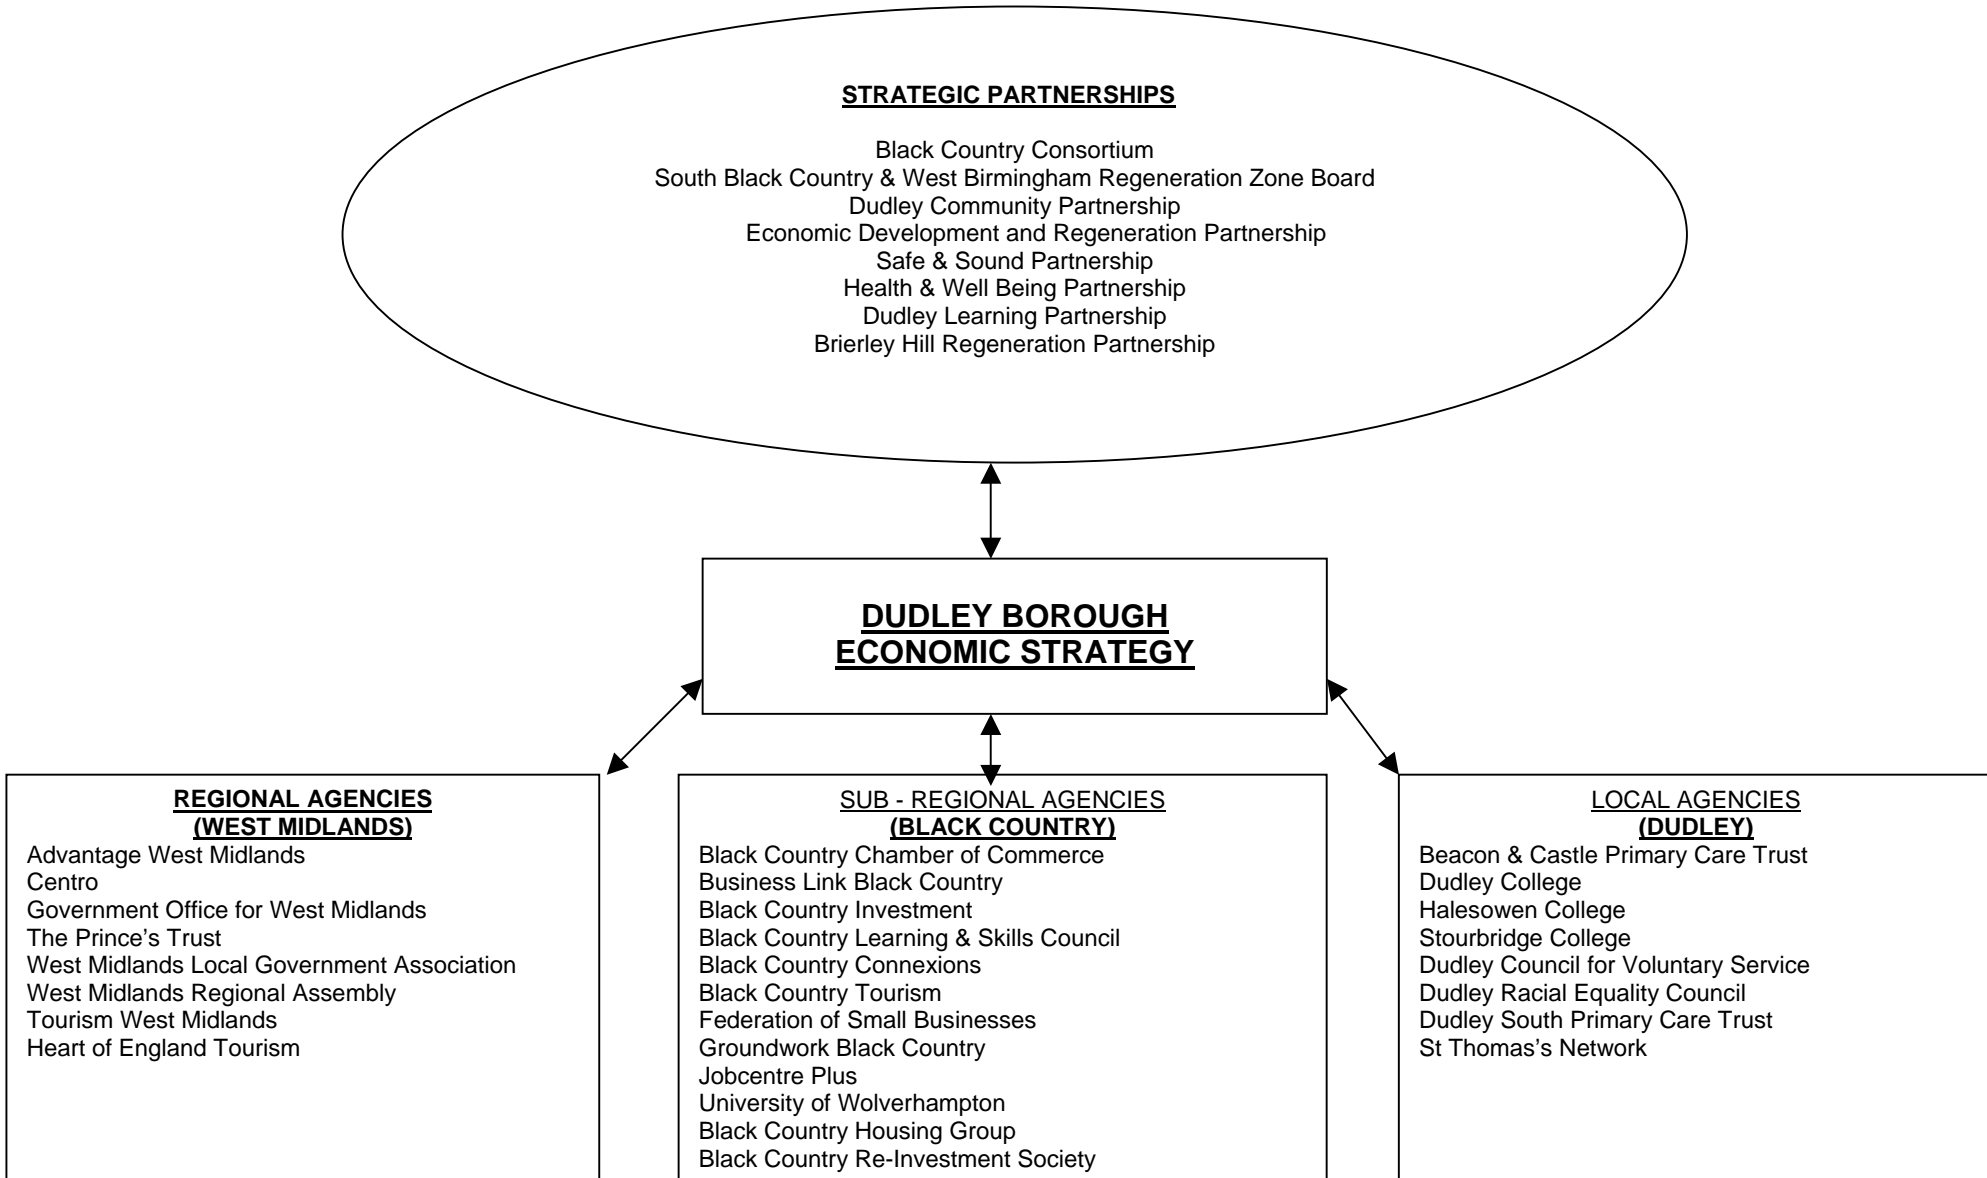 STRATEGIC PARTNERSHIPS
Black Country Consortium
South Black Country & West Birmingham Regeneration Zone Board
Dudley Community Partnership
Economic Development and Regeneration Partnership
Safe & Sound Partnership
Health & Well Being Partnership
Dudley Learning Partnership
Brierley Hill Regeneration Partnership
DUDLEY BOROUGH
ECONOMIC STRATEGY
REGIONAL AGENCIES
(WEST MIDLANDS)
Advantage West Midlands
Centro
Government Office for West Midlands
The Prince’s Trust
West Midlands Local Government Association
West Midlands Regional Assembly
Tourism West Midlands
Heart of England Tourism
SUB - REGIONAL AGENCIES
(BLACK COUNTRY)
Black Country Chamber of Commerce
Business Link Black Country
Black Country Investment
Black Country Learning & Skills Council
Black Country Connexions
Black Country Tourism
Federation of Small Businesses
Groundwork Black Country
Jobcentre Plus
University of Wolverhampton
Black Country Housing Group
Black Country Re-Investment Society
LOCAL AGENCIES
(DUDLEY)
Beacon & Castle Primary Care Trust
Dudley College
Halesowen College
Stourbridge College
Dudley Council for Voluntary Service
Dudley Racial Equality Council
Dudley South Primary Care Trust
St Thomas’s Network